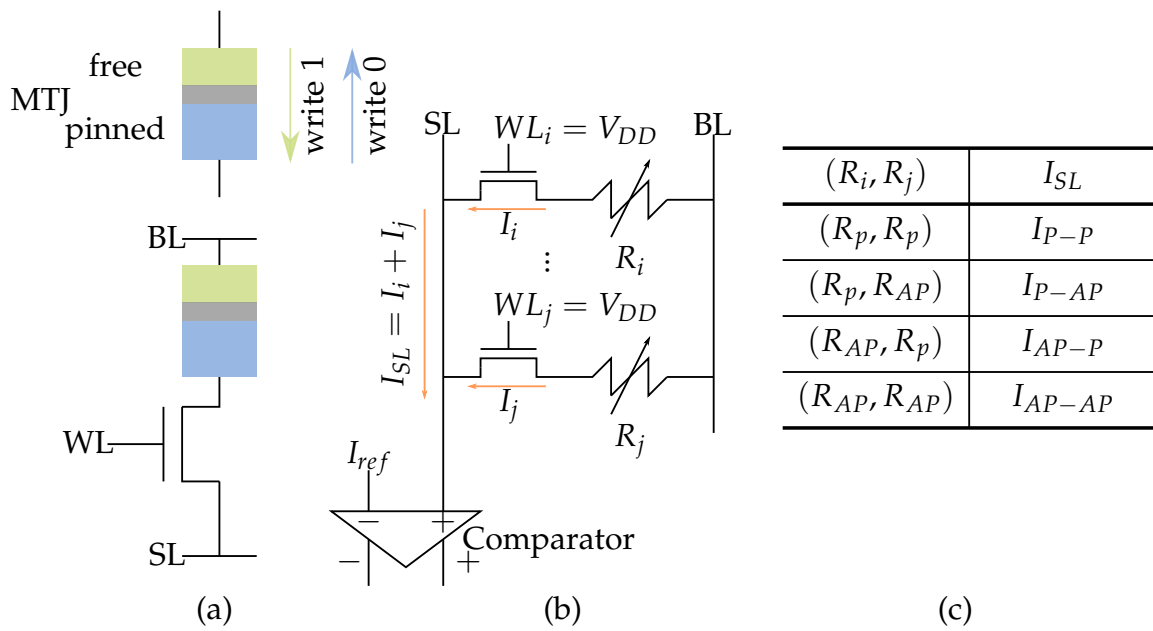 free
MTJ
pinned
write 1
write 0
BL
WL
SL
(a)
SL
BL
WL_i = V_DD
I_i
R_i
⋮
WL_j = V_DD
I_j
R_j
I_SL = I_i + I_j
I_ref
− +
Comparator
− +
(b)
(R_i, R_j) I_SL
(R_p, R_p) I_P−P
(R_p, R_AP) I_P−AP
(R_AP, R_p) I_AP−P
(R_AP, R_AP) I_AP−AP
(c)